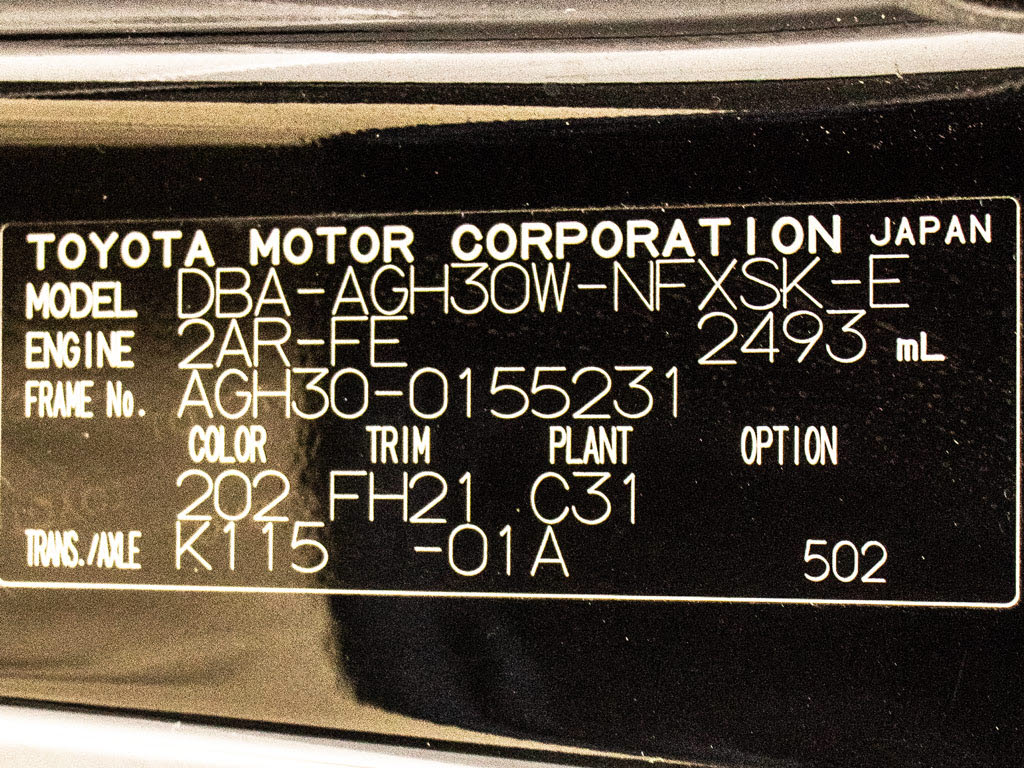 TOYOTA MOTOR CORPORATION JAPAN
MODEL DBA-AGH30W-NFXSK-E
ENGINE 2AR-FE 2493 mL
FRAME No. AGH30-0155231
COLOR TRIM PLANT OPTION
202 FH21 C31
TRANS./AXLE K115 -01A 502